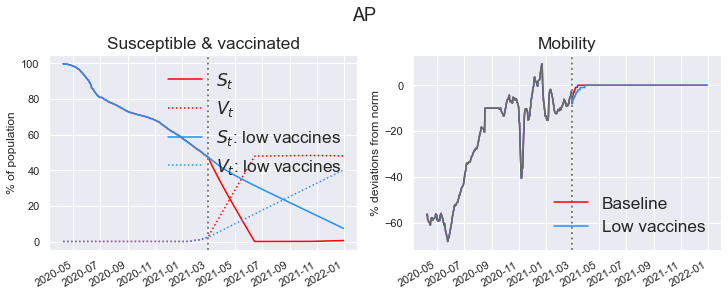 AP
Susceptible & vaccinated
% of population
100
80
60
40
20
0
S_t
V_t
S_t: low vaccines
V_t: low vaccines
2020-05
2020-07
2020-09
2020-11
2021-01
2021-03
2021-05
2021-07
2021-09
2021-11
2022-01
Mobility
% deviations from norm
0
−20
−40
−60
Baseline
Low vaccines
2020-05
2020-07
2020-09
2020-11
2021-01
2021-03
2021-05
2021-07
2021-09
2021-11
2022-01